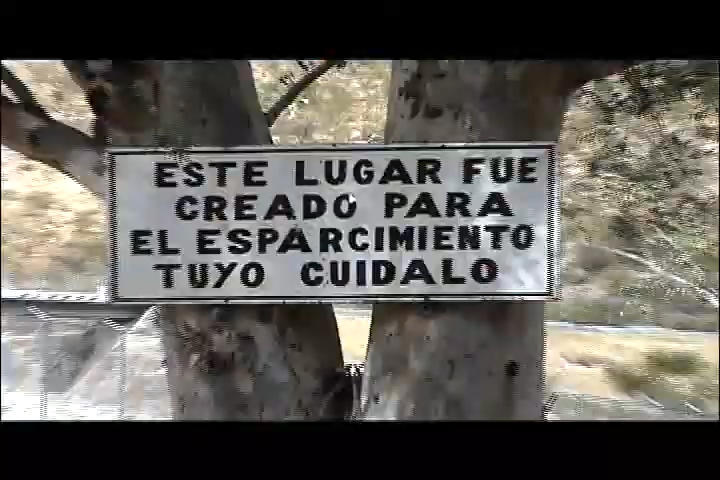 ESTE LUGAR FUE
CREADO PARA
EL ESPARCIMIENTO
TUYO CUIDALO